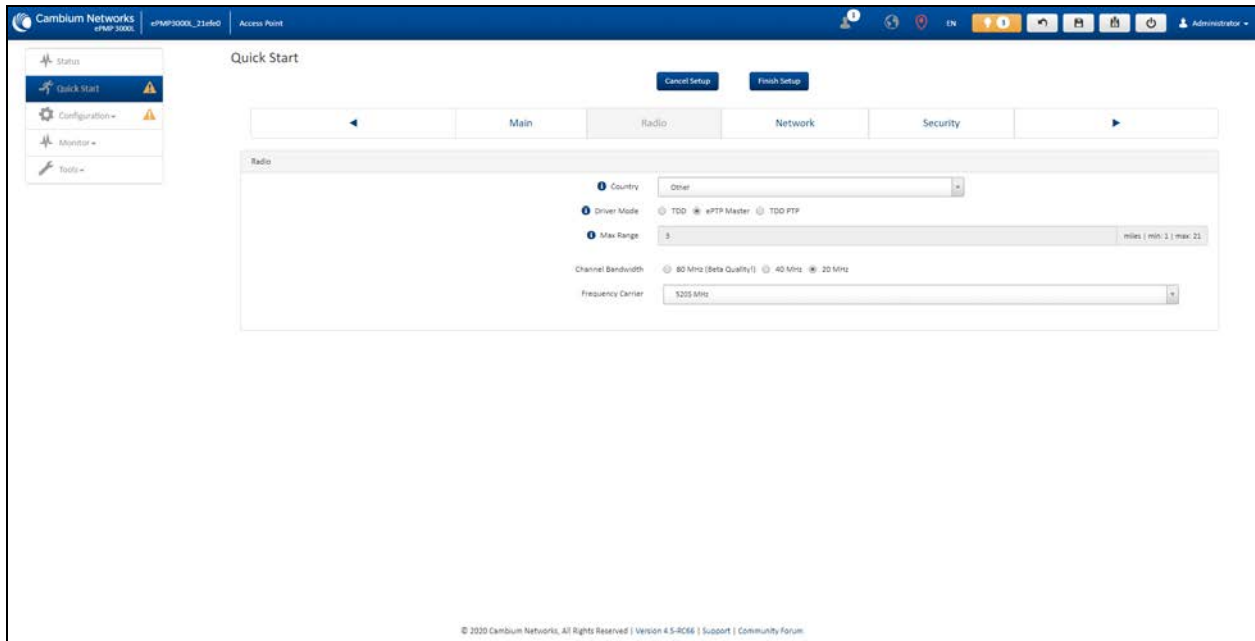 Cambium Networks
ePMP 3000L
ePMP3000L_21efe0
Access Point
1
EN
1
Administrator
Status
Quick Start
Configuration
Monitor
Tools
Quick Start
Cancel Setup
Finish Setup
Main
Radio
Network
Security
Radio
Country
Other
Driver Mode
TDD
ePTP Master
TDD PTP
Max Range
3
miles | min: 1 | max: 21
Channel Bandwidth
80 MHz (Beta Quality!)
40 MHz
20 MHz
Frequency Carrier
5205 MHz
© 2020 Cambium Networks, All Rights Reserved | Version 4.5-RC66 | Support | Community Forum